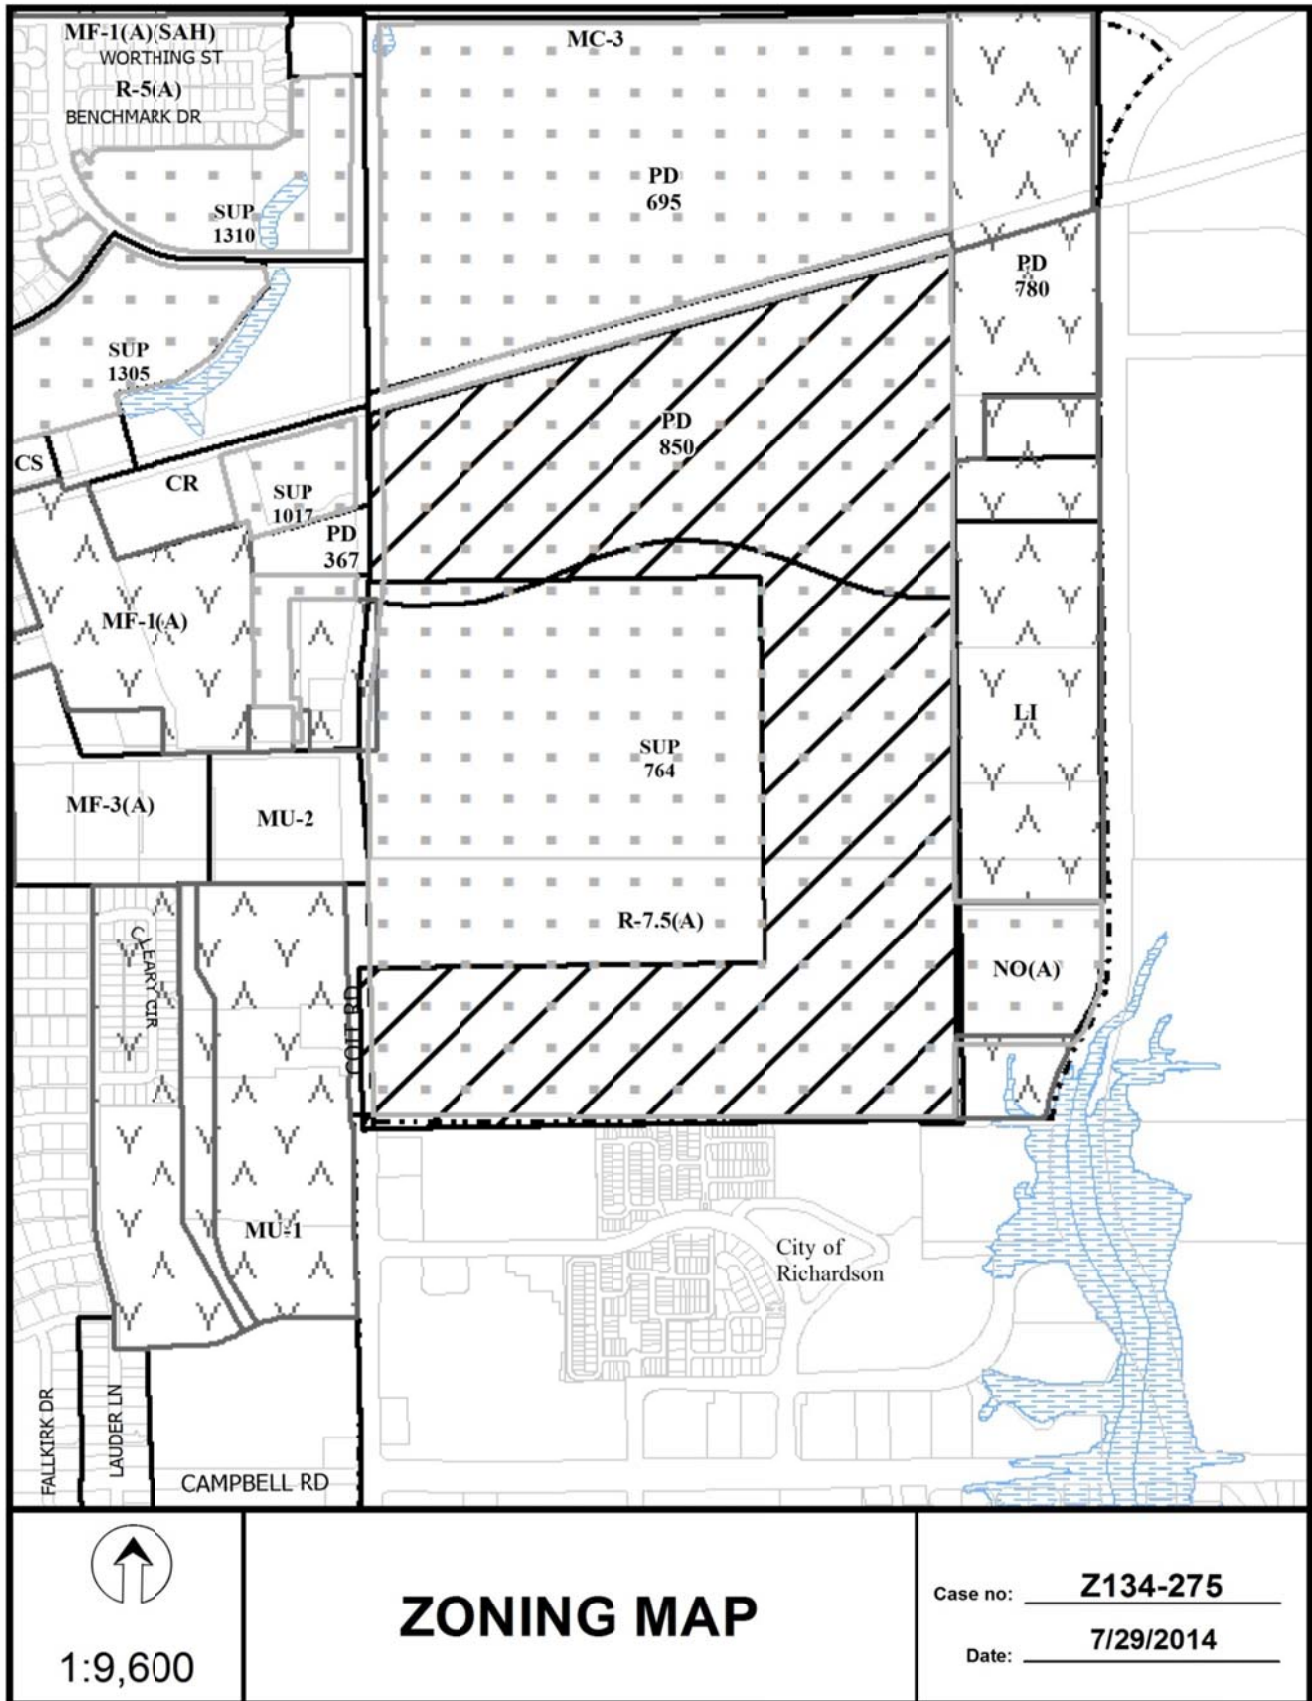 MF-1(A)(SAH)
WORTHING ST
R-5(A)
BENCHMARK DR
MC-3
PD
695
SUP
1310
PD
780
SUP
1305
PD
850
CS
CR
SUP
1017
PD
367
MF-1(A)
LI
SUP
764
MF-3(A)
MU-2
R-7.5(A)
CLEARY CIR
NO(A)
COIT RD
MU-1
City of
Richardson
FALLKIRK DR
LAUDER LN
CAMPBELL RD
1:9,600
ZONING MAP
Case no: Z134-275
Date: 7/29/2014